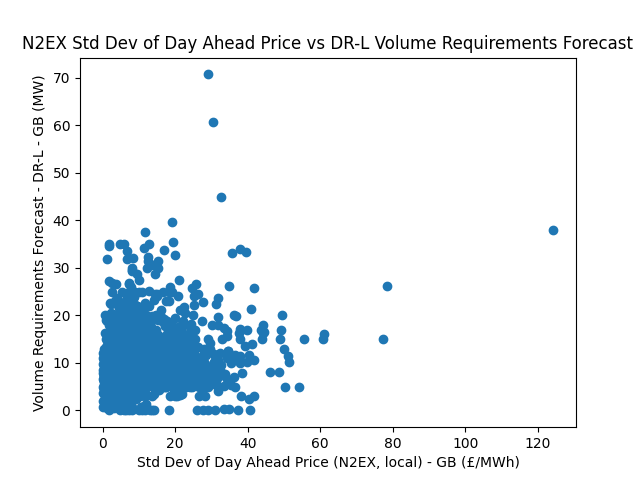 N2EX Std Dev of Day Ahead Price vs DR-L Volume Requirements Forecast
Volume Requirements Forecast - DR-L - GB (MW)
70
60
50
40
30
20
10
0
0 20 40 60 80 100 120
Std Dev of Day Ahead Price (N2EX, local) - GB (£/MWh)